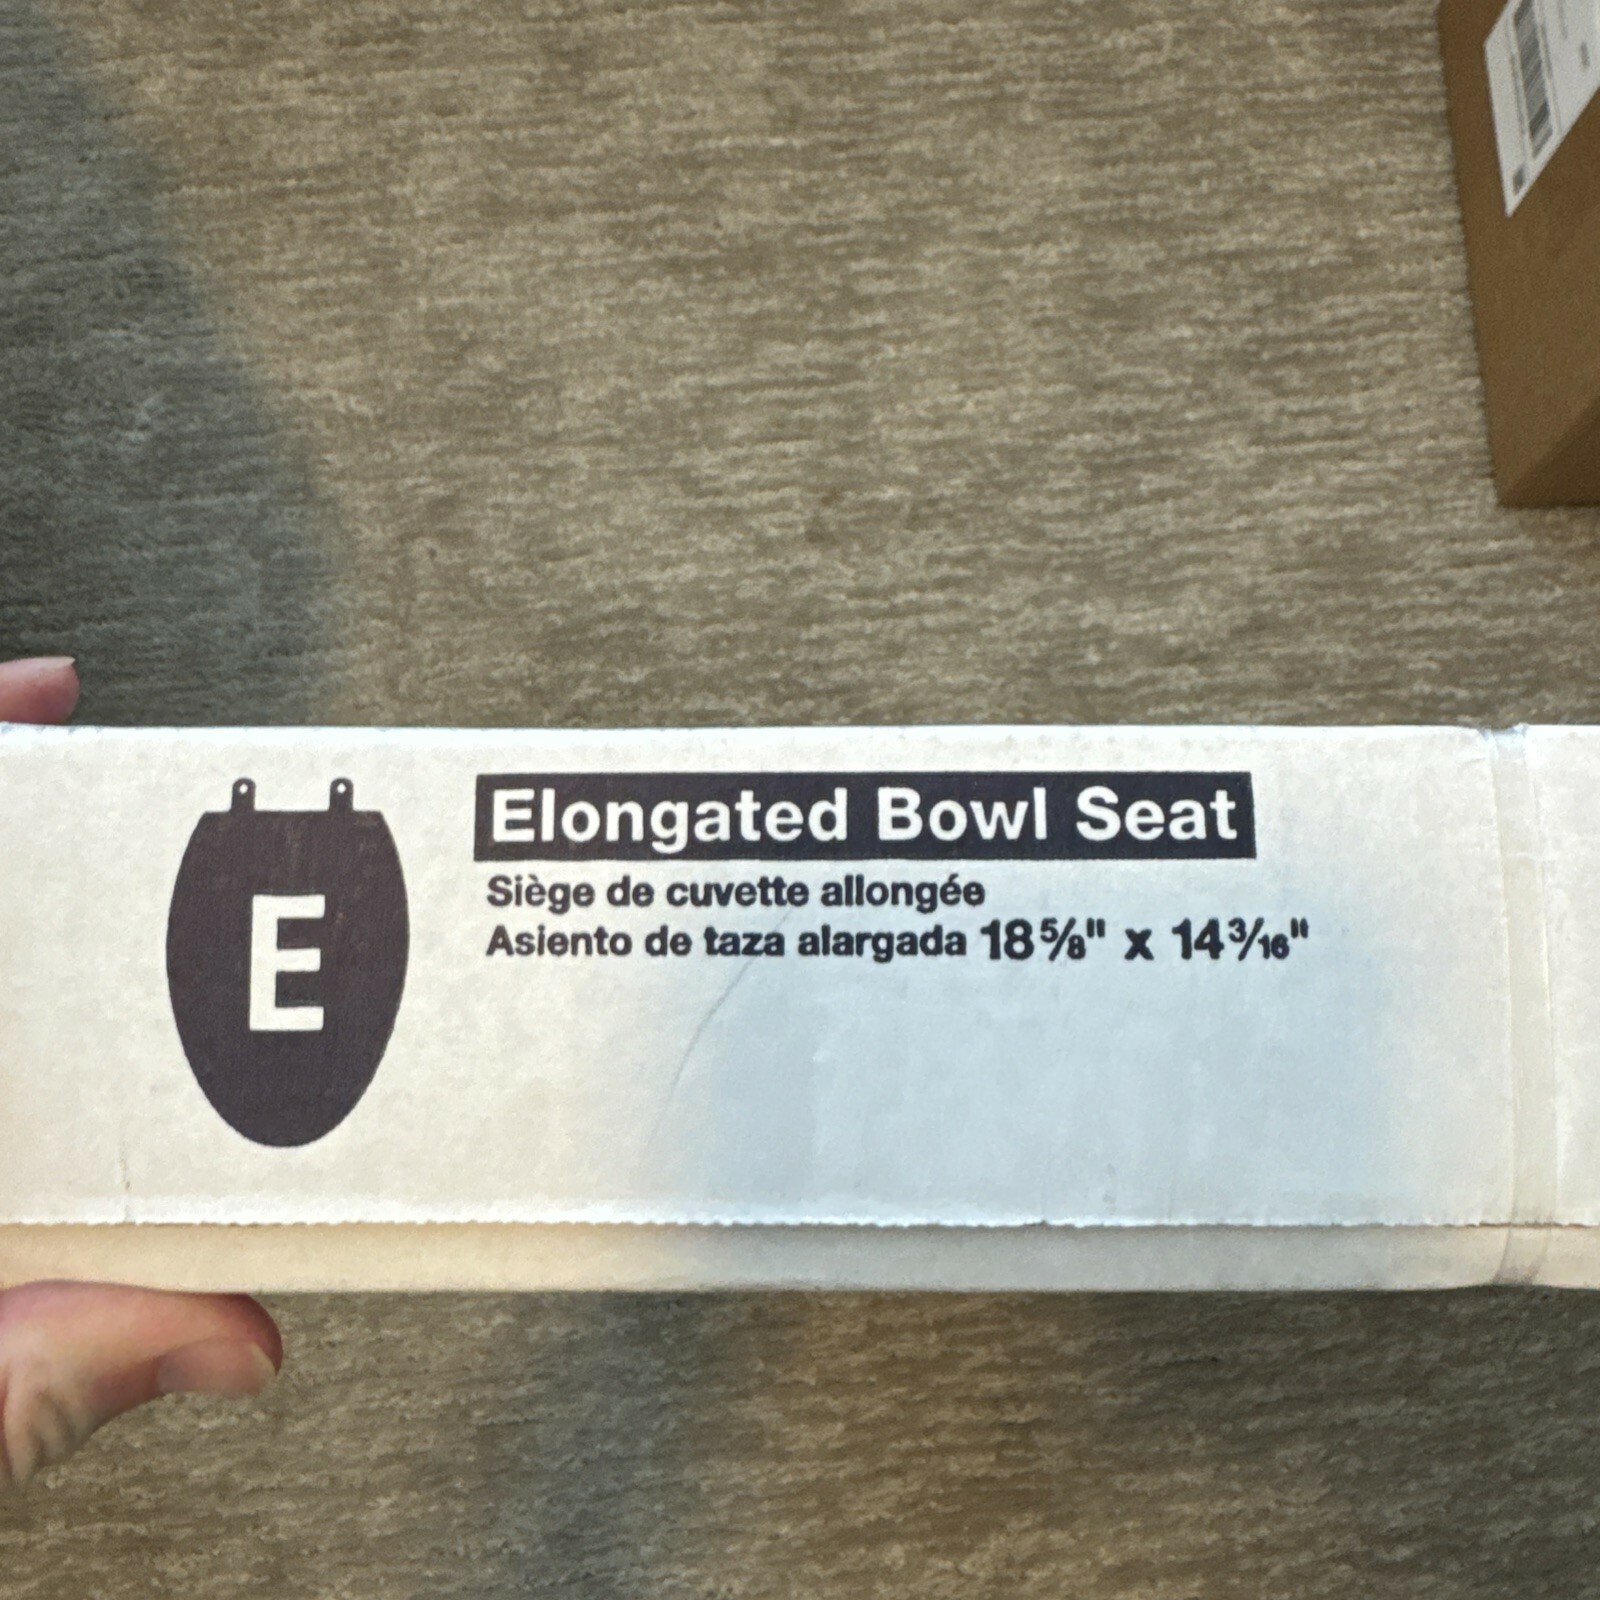 E
Elongated Bowl Seat
Siège de cuvette allongée
Asiento de taza alargada 18⅝" x 14³⁄₁₆"